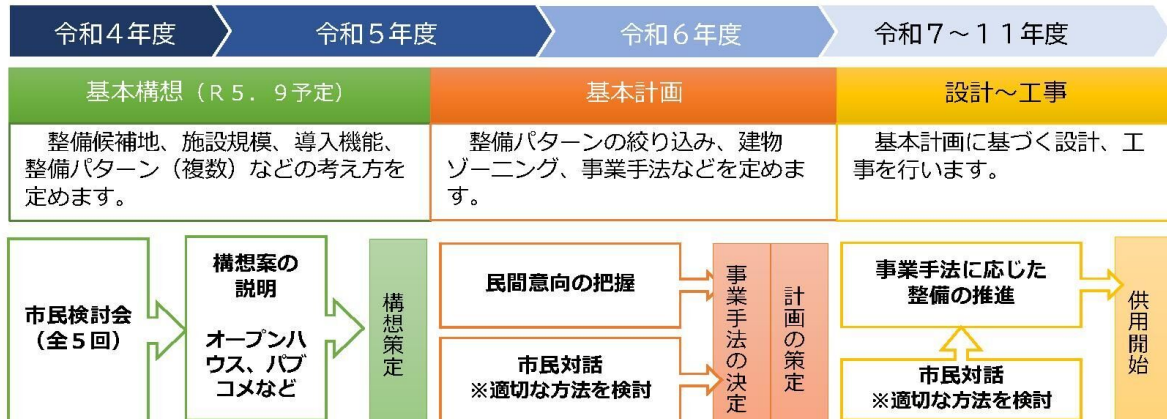 令和４年度
令和５年度
令和６年度
令和７～１１年度
基本構想（Ｒ５．９予定）
整備候補地、施設規模、導入機能、
整備パターン（複数）などの考え方を
定めます。
基本計画
整備パターンの絞り込み、建物
ゾーニング、事業手法などを定めま
す。
設計～工事
基本計画に基づく設計、工
事を行います。
市民検討会
（全５回）
構想案の
説明
オープンハ
ウス、パブ
コメなど
構想策定
民間意向の把握
市民対話
※適切な方法を検討
事業手法の決定
計画の策定
事業手法に応じた
整備の推進
市民対話
※適切な方法を検討
供用開始